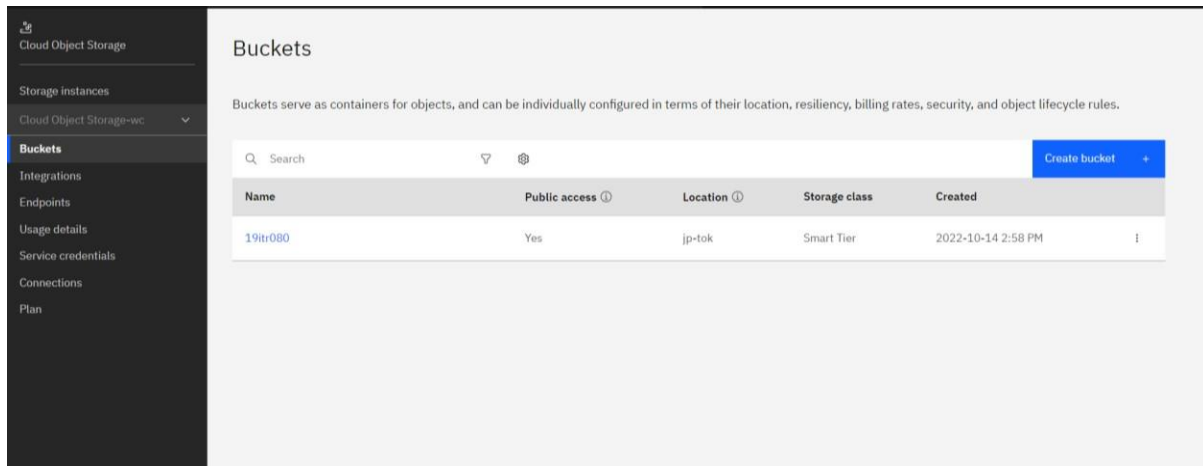 Cloud Object Storage
Storage instances
Cloud Object Storage-wc
Buckets
Integrations
Endpoints
Usage details
Service credentials
Connections
Plan
Buckets
Buckets serve as containers for objects, and can be individually configured in terms of their location, resiliency, billing rates, security, and object lifecycle rules.
Search
Create bucket +
Name Public access Location Storage class Created
19itr080 Yes jp-tok Smart Tier 2022-10-14 2:58 PM